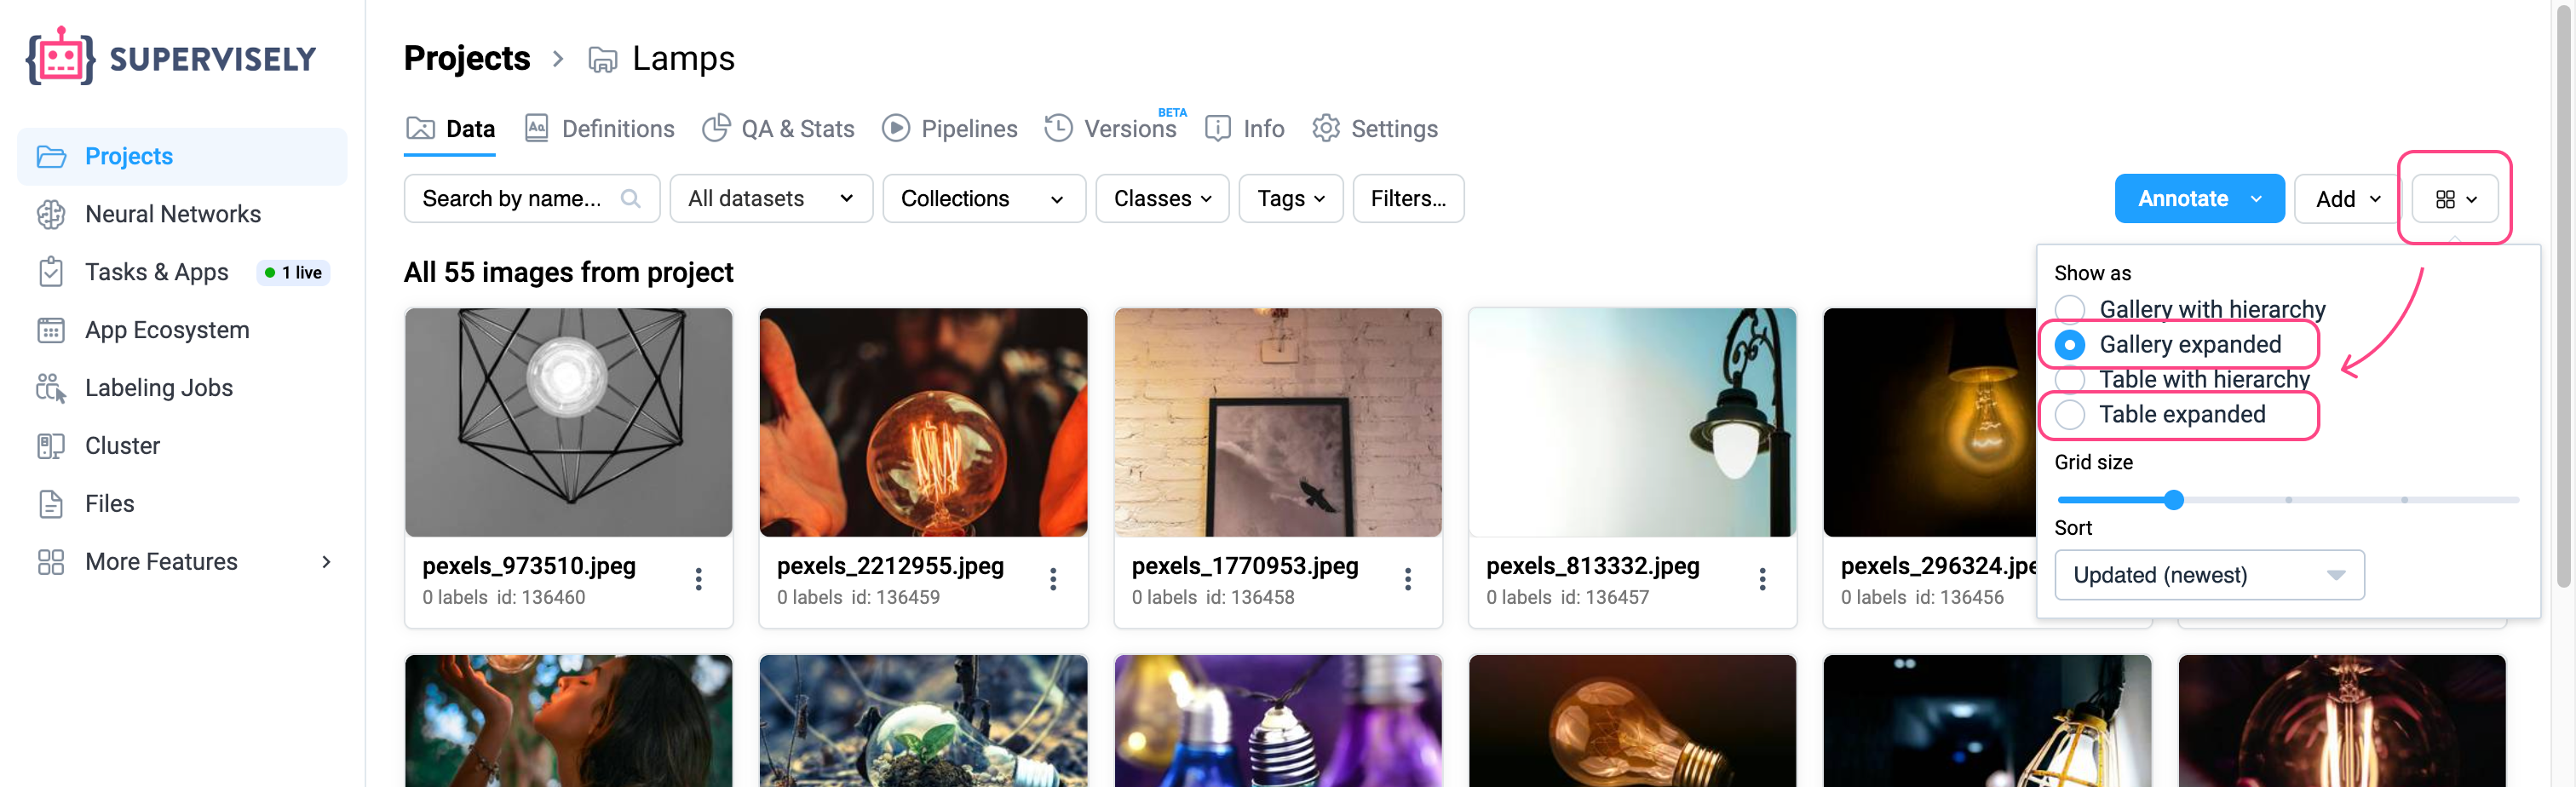 SUPERVISELY
Projects
Neural Networks
Tasks & Apps 1 live
App Ecosystem
Labeling Jobs
Cluster
Files
More Features
Projects > Lamps
Data Definitions QA & Stats Pipelines Versions BETA Info Settings
Search by name... All datasets Collections Classes Tags Filters... Annotate Add
All 55 images from project
Show as
Gallery with hierarchy
Gallery expanded
Table with hierarchy
Table expanded
Grid size
Sort
Updated (newest)
pexels_973510.jpeg
0 labels id: 136460
pexels_2212955.jpeg
0 labels id: 136459
pexels_1770953.jpeg
0 labels id: 136458
pexels_813332.jpeg
0 labels id: 136457
pexels_296324.jpe
0 labels id: 136456